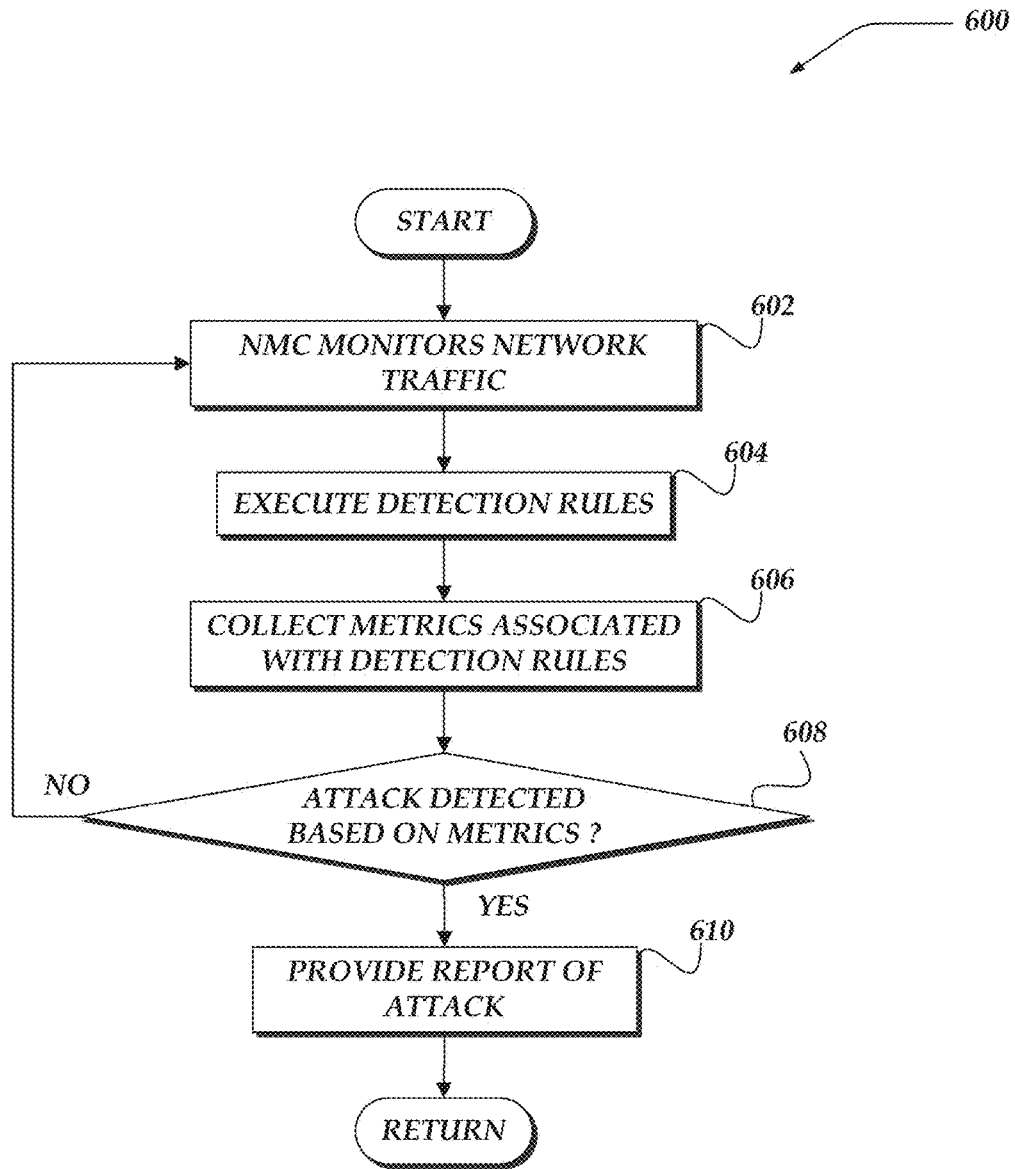 600
START
602
NMC MONITORS NETWORK
TRAFFIC
604
EXECUTE DETECTION RULES
606
COLLECT METRICS ASSOCIATED
WITH DETECTION RULES
608
NO
ATTACK DETECTED
BASED ON METRICS ?
YES
610
PROVIDE REPORT OF
ATTACK
RETURN